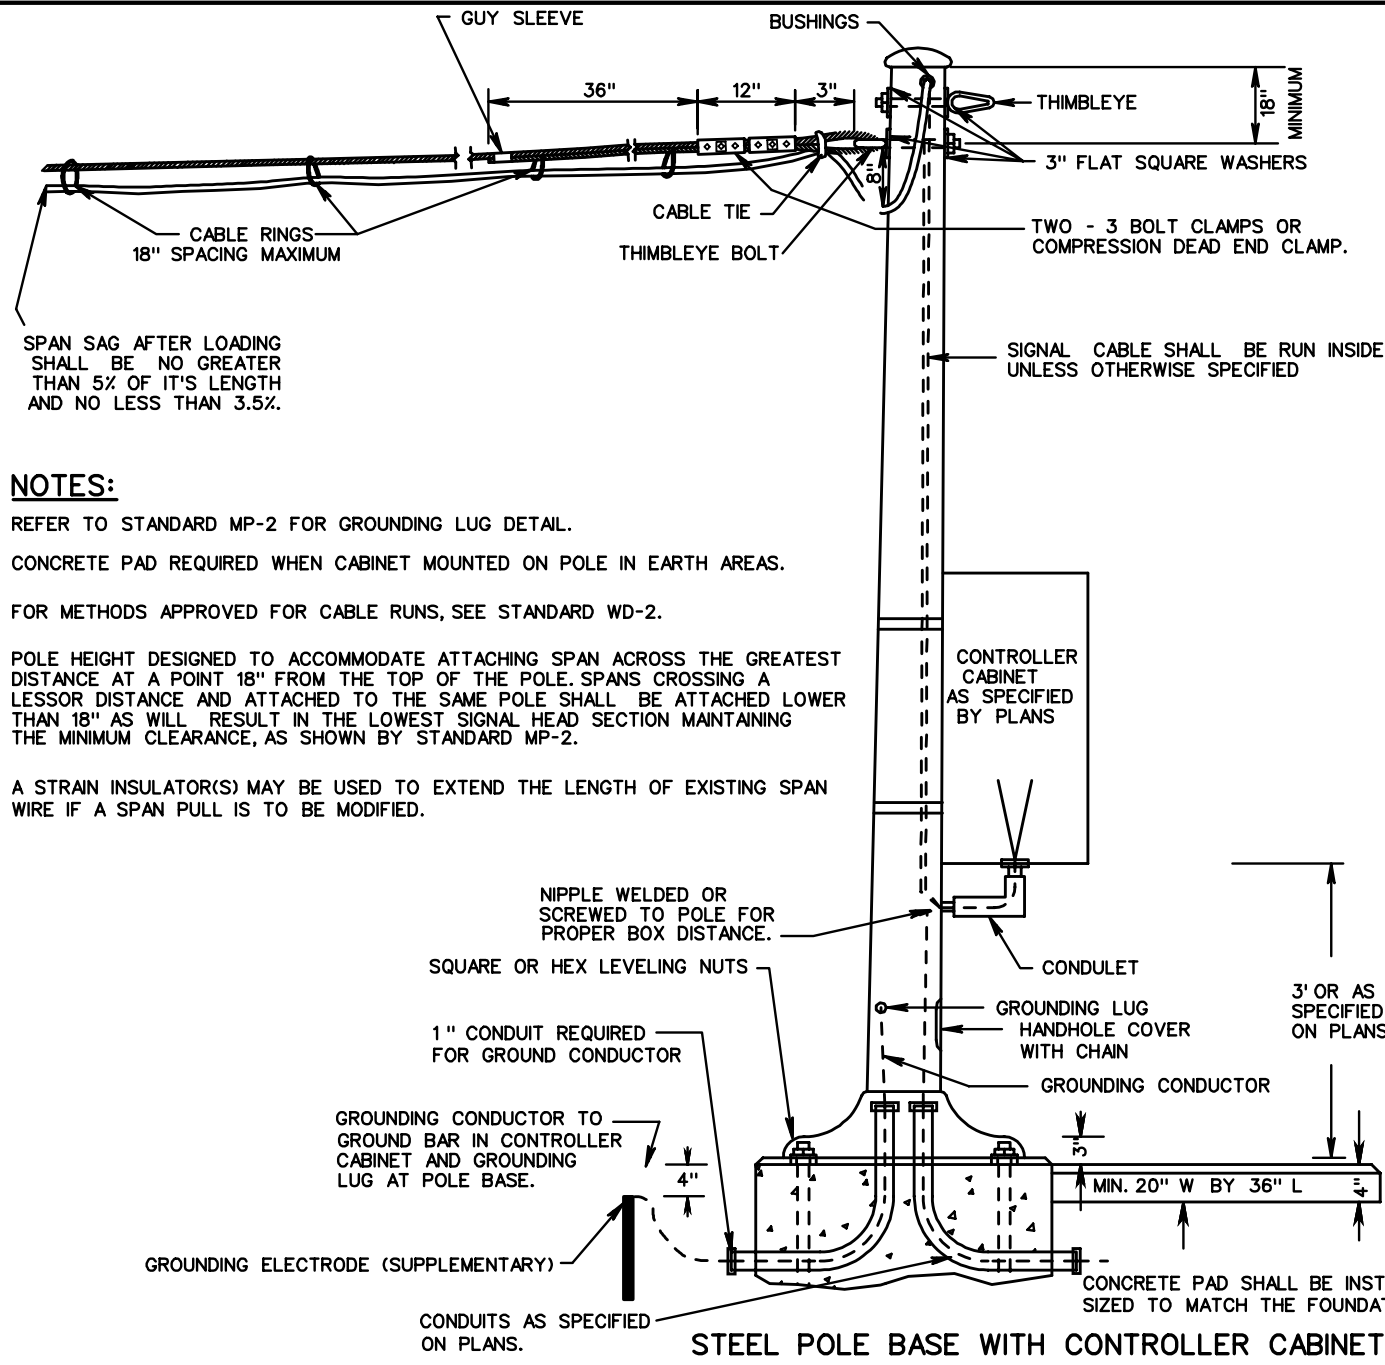 GUY SLEEVE
BUSHINGS
36"
12"
3"
18"
MINIMUM
THIMBLEYE
3" FLAT SQUARE WASHERS
8"
CABLE TIE
CABLE RINGS
18" SPACING MAXIMUM
THIMBLEYE BOLT
TWO - 3 BOLT CLAMPS OR
COMPRESSION DEAD END CLAMP.
SPAN SAG AFTER LOADING
SHALL BE NO GREATER
THAN 5% OF IT'S LENGTH
AND NO LESS THAN 3.5%.
SIGNAL CABLE SHALL BE RUN INSIDE
UNLESS OTHERWISE SPECIFIED
NOTES:
REFER TO STANDARD MP-2 FOR GROUNDING LUG DETAIL.
CONCRETE PAD REQUIRED WHEN CABINET MOUNTED ON POLE IN EARTH AREAS.
FOR METHODS APPROVED FOR CABLE RUNS, SEE STANDARD WD-2.
POLE HEIGHT DESIGNED TO ACCOMMODATE ATTACHING SPAN ACROSS THE GREATEST
DISTANCE AT A POINT 18" FROM THE TOP OF THE POLE. SPANS CROSSING A
LESSOR DISTANCE AND ATTACHED TO THE SAME POLE SHALL BE ATTACHED LOWER
THAN 18" AS WILL RESULT IN THE LOWEST SIGNAL HEAD SECTION MAINTAINING
THE MINIMUM CLEARANCE, AS SHOWN BY STANDARD MP-2.
A STRAIN INSULATOR(S) MAY BE USED TO EXTEND THE LENGTH OF EXISTING SPAN
WIRE IF A SPAN PULL IS TO BE MODIFIED.
CONTROLLER
CABINET
AS SPECIFIED
BY PLANS
NIPPLE WELDED OR
SCREWED TO POLE FOR
PROPER BOX DISTANCE.
SQUARE OR HEX LEVELING NUTS
CONDULET
1" CONDUIT REQUIRED
FOR GROUND CONDUCTOR
GROUNDING LUG
HANDHOLE COVER
WITH CHAIN
3' OR AS
SPECIFIED
ON PLANS
GROUNDING CONDUCTOR
GROUNDING CONDUCTOR TO
GROUND BAR IN CONTROLLER
CABINET AND GROUNDING
LUG AT POLE BASE.
4"
3"
MIN. 20" W BY 36" L
4"
GROUNDING ELECTRODE (SUPPLEMENTARY)
CONCRETE PAD SHALL BE INST
SIZED TO MATCH THE FOUNDAT
CONDUITS AS SPECIFIED
ON PLANS.
STEEL POLE BASE WITH CONTROLLER CABINET